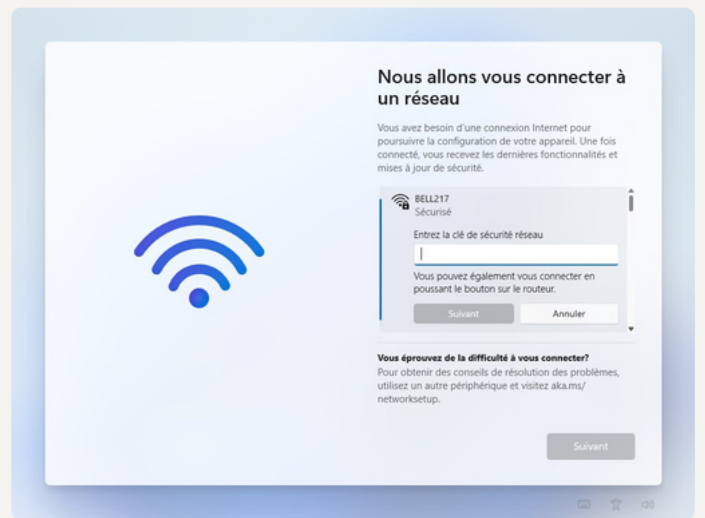 Nous allons vous connecter à
un réseau
Vous avez besoin d'une connexion Internet pour
poursuivre la configuration de votre appareil. Une fois
connecté, vous recevez les dernières fonctionnalités et
mises à jour de sécurité.
BELL217
Sécurisé
Entrez la clé de sécurité réseau
Vous pouvez également vous connecter en
poussant le bouton sur le routeur.
Suivant
Annuler
Vous éprouvez de la difficulté à vous connecter?
Pour obtenir des conseils de résolution des problèmes,
utilisez un autre périphérique et visitez aka.ms/
networksetup.
Suivant